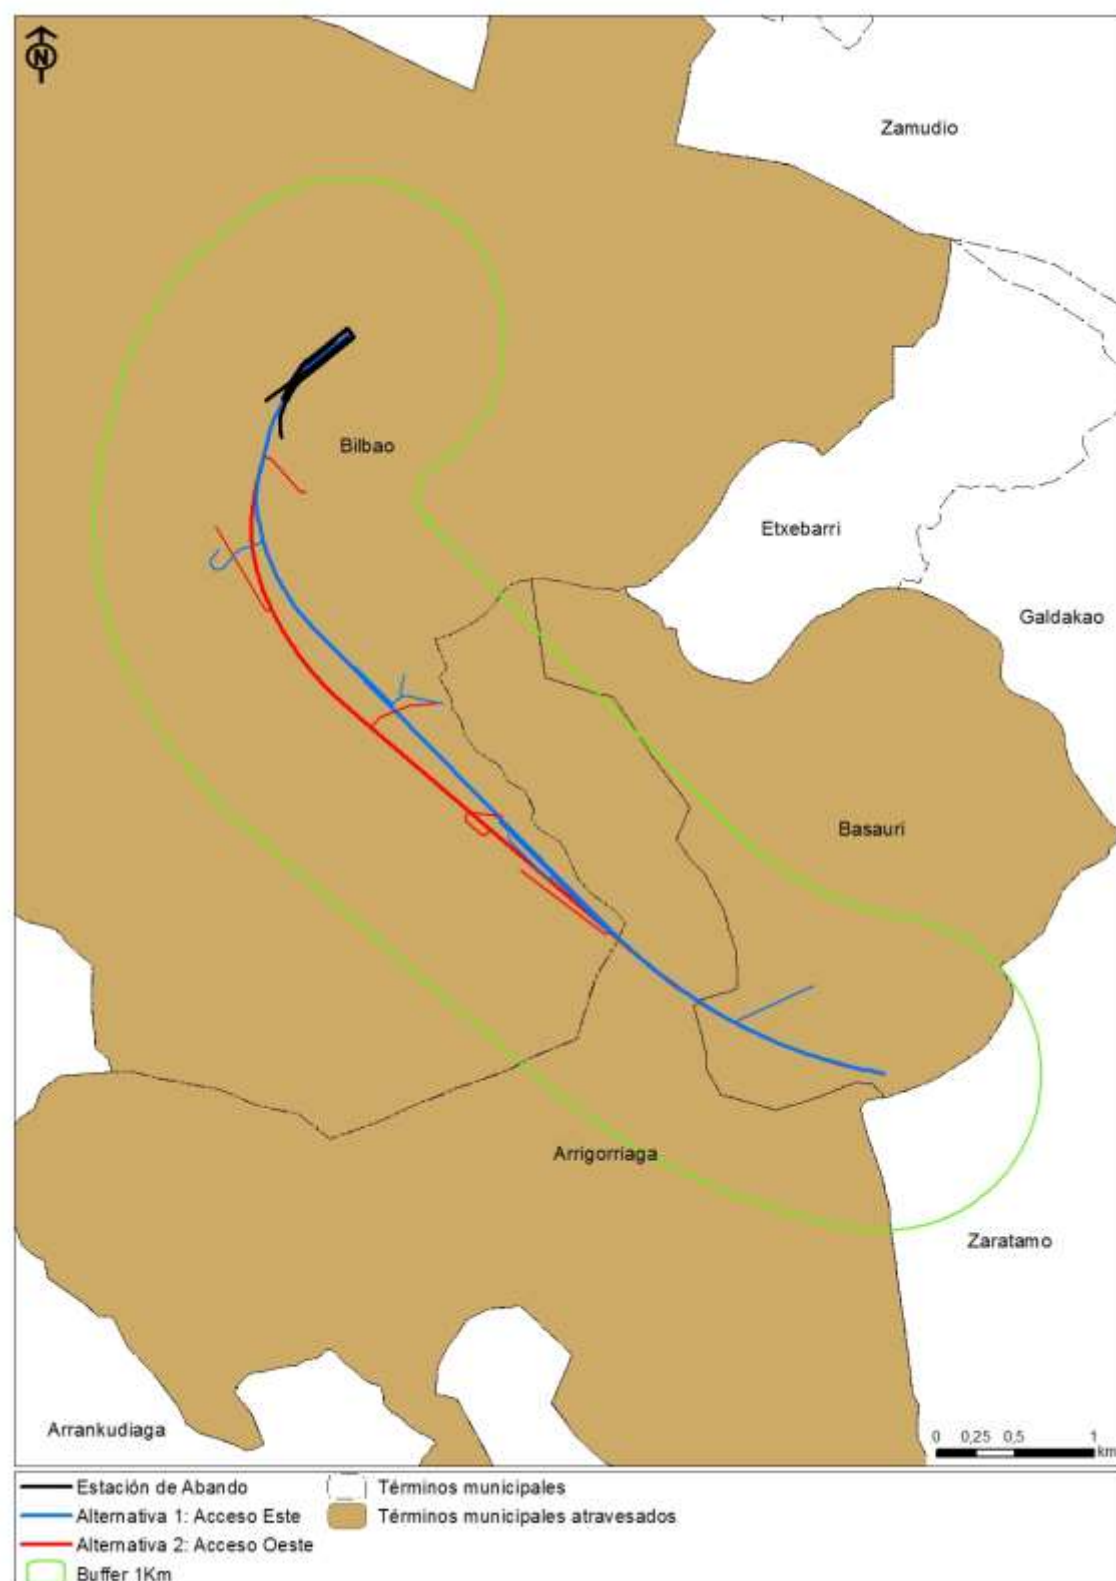 N
Zamudio
Bilbao
Etxebarri
Galdakao
Basauri
Arrigorriaga
Zaratamo
Arrankudiaga
0 0,25 0,5 1
km
Estación de Abando
Términos municipales
Alternativa 1: Acceso Este
Términos municipales atravesados
Alternativa 2: Acceso Oeste
Buffer 1Km